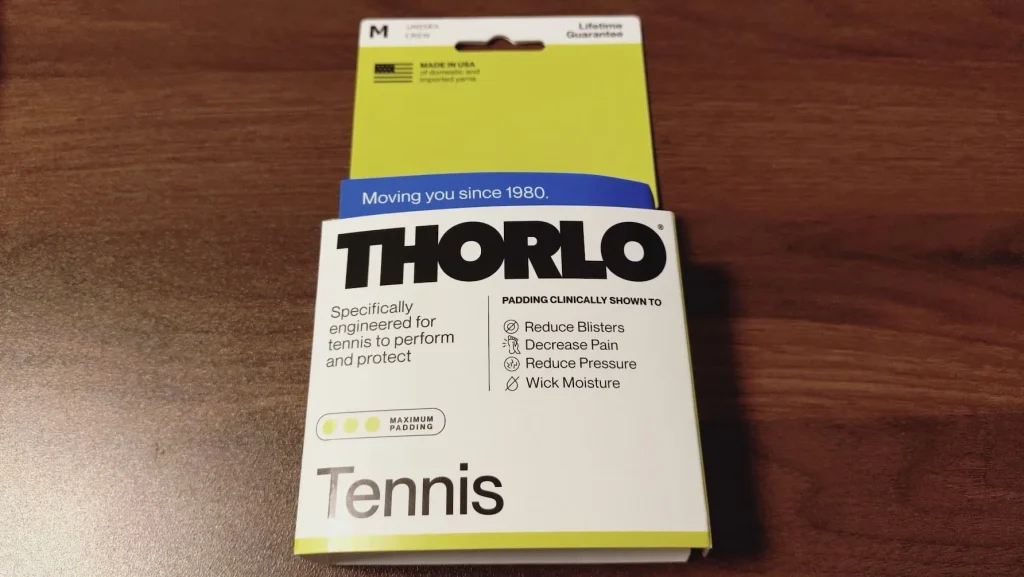 M
UNISEX
CREW
Lifetime
Guarantee
MADE IN USA
of domestic and
imported yarns
Moving you since 1980.
THORLO®
Specifically
engineered for
tennis to perform
and protect
PADDING CLINICALLY SHOWN TO
Reduce Blisters
Decrease Pain
Reduce Pressure
Wick Moisture
MAXIMUM
PADDING
Tennis